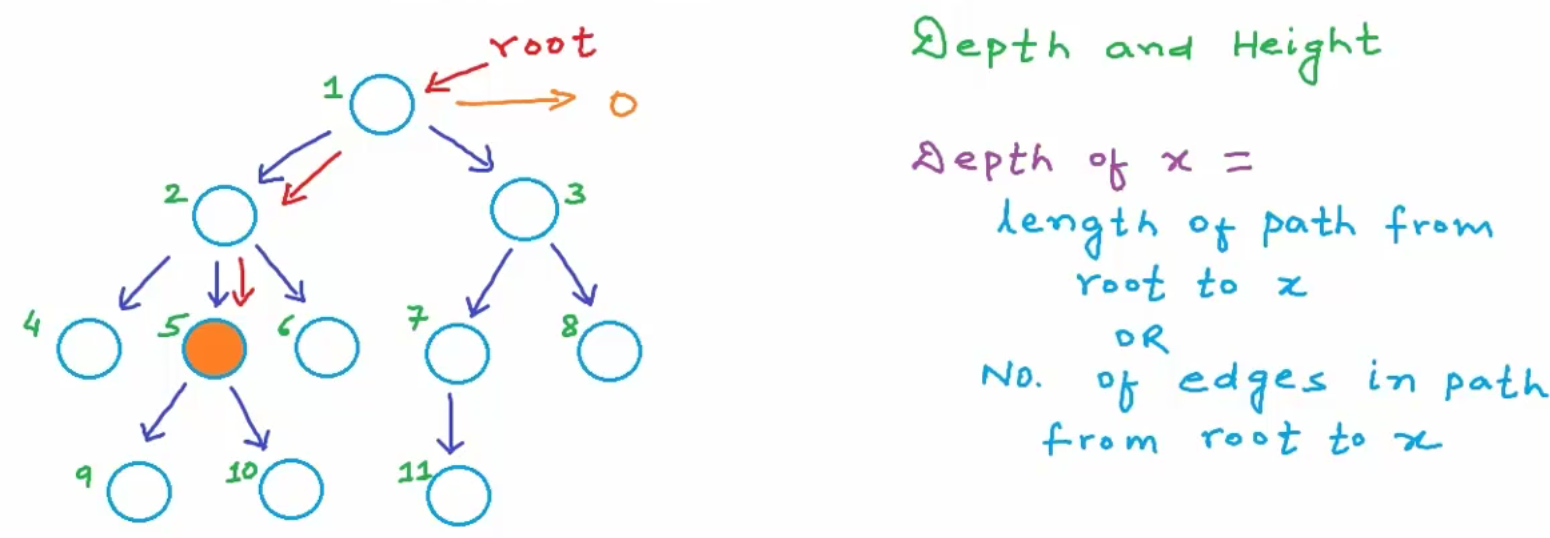 root
1
0
2
3
4
5
6
7
8
9
10
11
Depth and Height
Depth of x =
length of path from
root to x
OR
No. of edges in path
from root to x